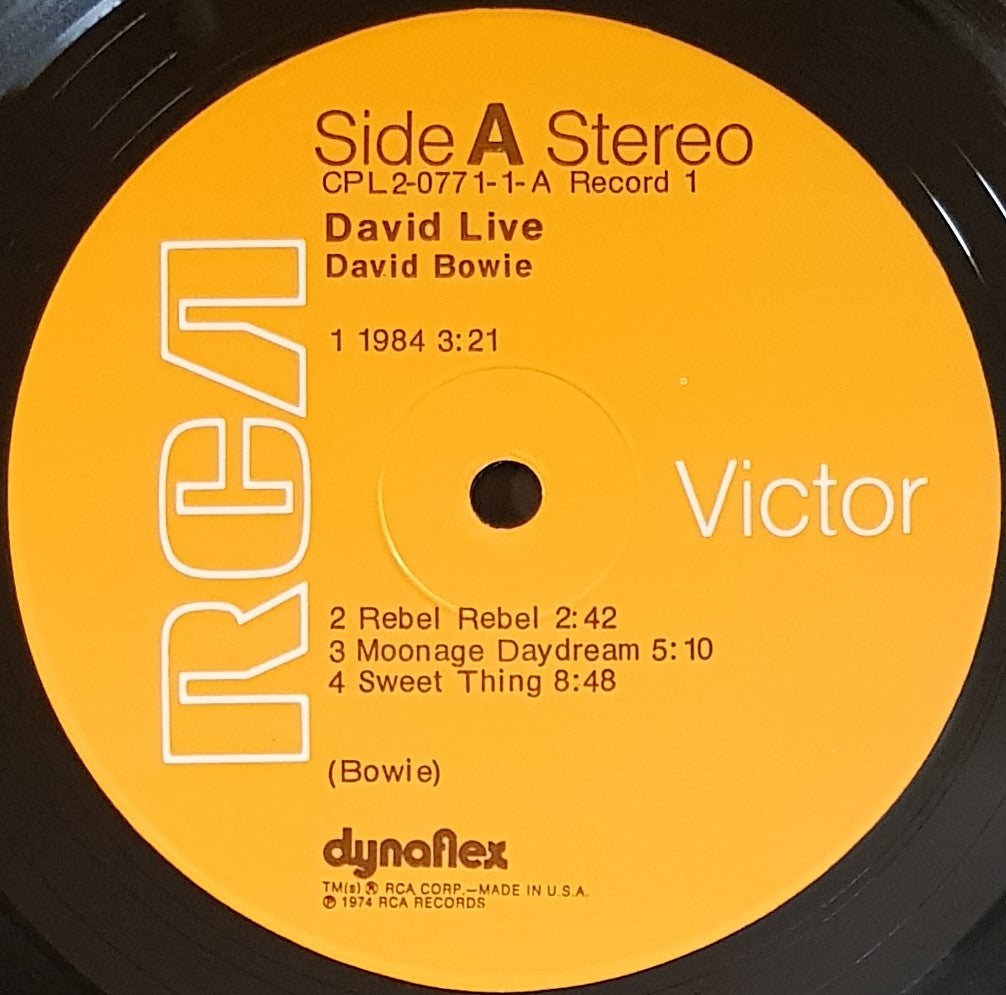 Side A Stereo
CPL2-0771-1-A Record 1
David Live
David Bowie
1 1984 3:21
RCA
Victor
2 Rebel Rebel 2:42
3 Moonage Daydream 5:10
4 Sweet Thing 8:48
(Bowie)
dynaflex
TM(s) ® RCA CORP.—MADE IN U.S.A.
℗ 1974 RCA RECORDS